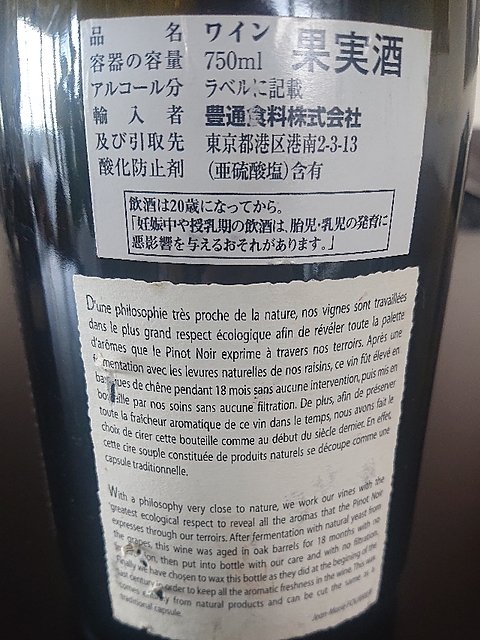 品名 ワイン
果実酒
容器の容量 750ml
アルコール分 ラベルに記載
輸入者 豊通食料株式会社
及び引取先 東京都港区港南2-3-13
酸化防止剤 (亜硫酸塩)含有
飲酒は20歳になってから。
「妊娠中や授乳期の飲酒は、胎児・乳児の発育に
悪影響を与えるおそれがあります。」
D'une philosophie très proche de la nature, nos vignes sont travaillées
dans le plus grand respect écologique afin de révéler toute la palette
d'arômes que le Pinot Noir exprime à travers nos terroirs. Après une
fermentation avec les levures naturelles de nos raisins, ce vin fût élevé en
barriques de chêne pendant 18 mois sans aucune intervention, puis mis en
bouteille par nos soins sans aucune filtration. De plus, afin de préserver
toute la fraîcheur aromatique de ce vin dans le temps, nous avons fait le
choix de cirer cette bouteille comme au début du siècle dernier. En effet,
cette cire souple constituée de produits naturels se découpe comme une
capsule traditionnelle.
With a philosophy very close to nature, we work our vines with the
greatest ecological respect to reveal all the aromas that the Pinot Noir
expresses through our terroirs. After fermentation with natural yeast from
the grapes, this wine was aged in oak barrels for 18 months with no
then put into bottle with our care and with no filtration.
Finally we have chosen to wax this bottle as they did at the begening of the
last century in order to keep all the aromatic freshness in the wine. This wax
comes from natural products and can be cut the same as a
traditional capsule.
Jean-Marie FOURRIER